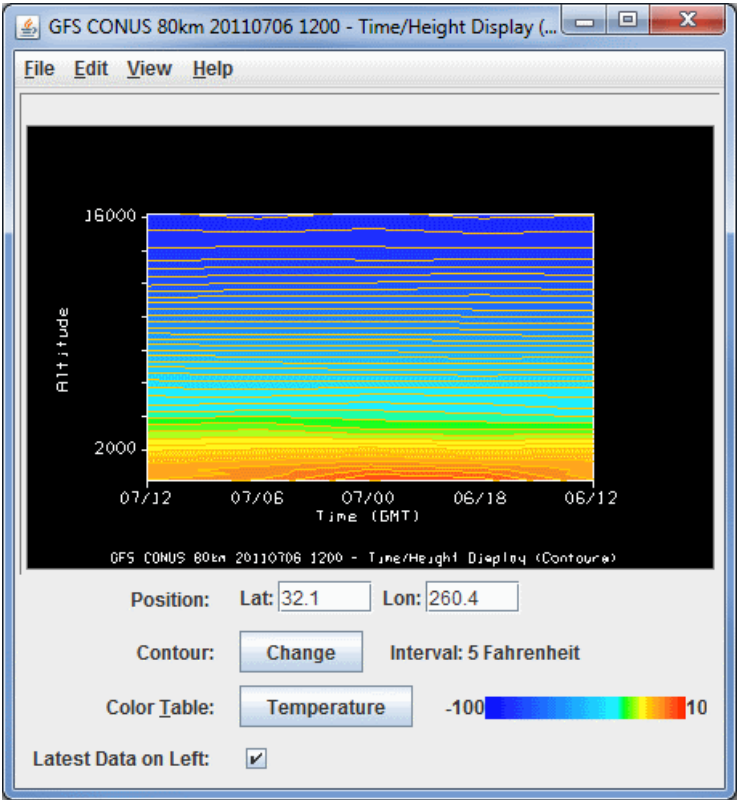 GFS CONUS 80km 20110706 1200 - Time/Height Display (...
File Edit View Help
16000
Altitude
2000
07/12 07/06 07/00 06/18 06/12
Time (GMT)
GFS CONUS 80km 20110706 1200 - Time/Height Display (Contours)
Position: Lat: 32.1 Lon: 260.4
Contour: Change Interval: 5 Fahrenheit
Color Table: Temperature -100 10
Latest Data on Left: